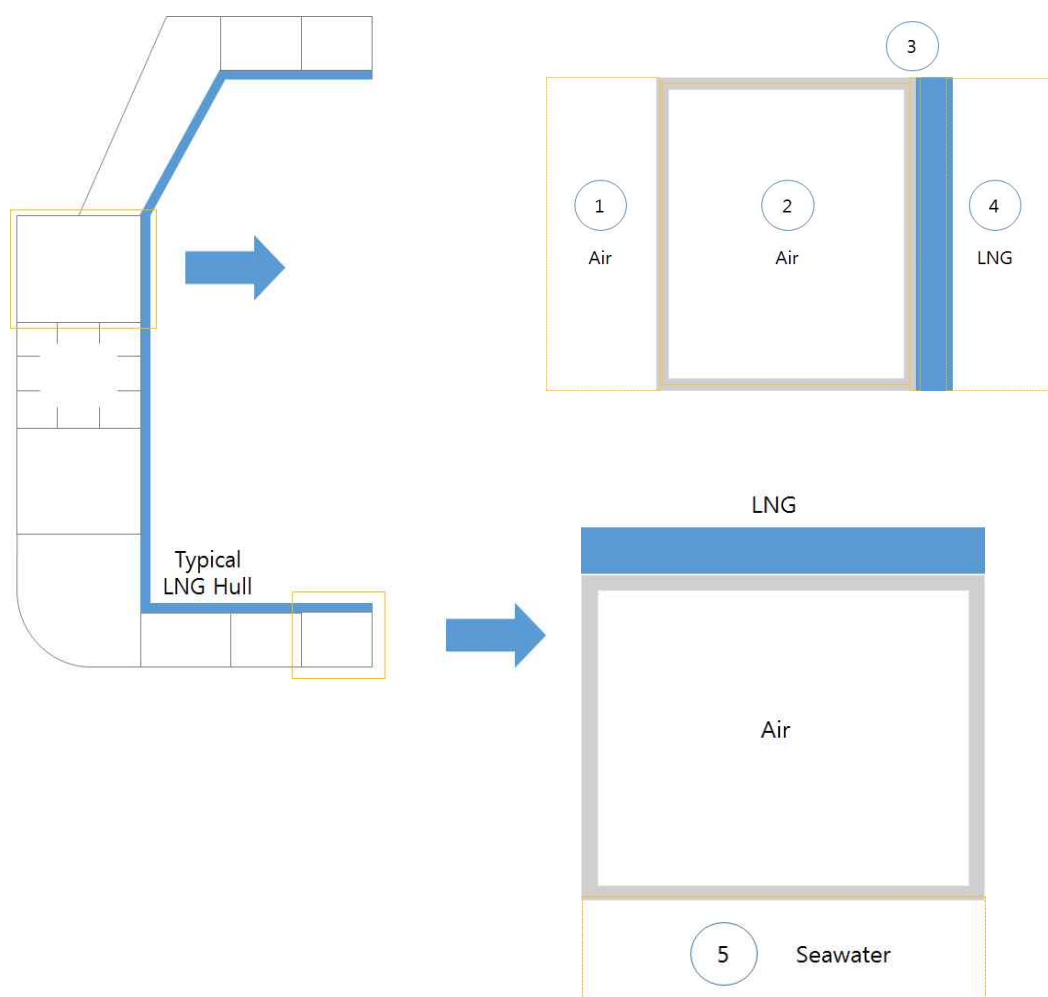 3
1
2
4
Air
Air
LNG
LNG
Typical
LNG Hull
Air
5
Seawater